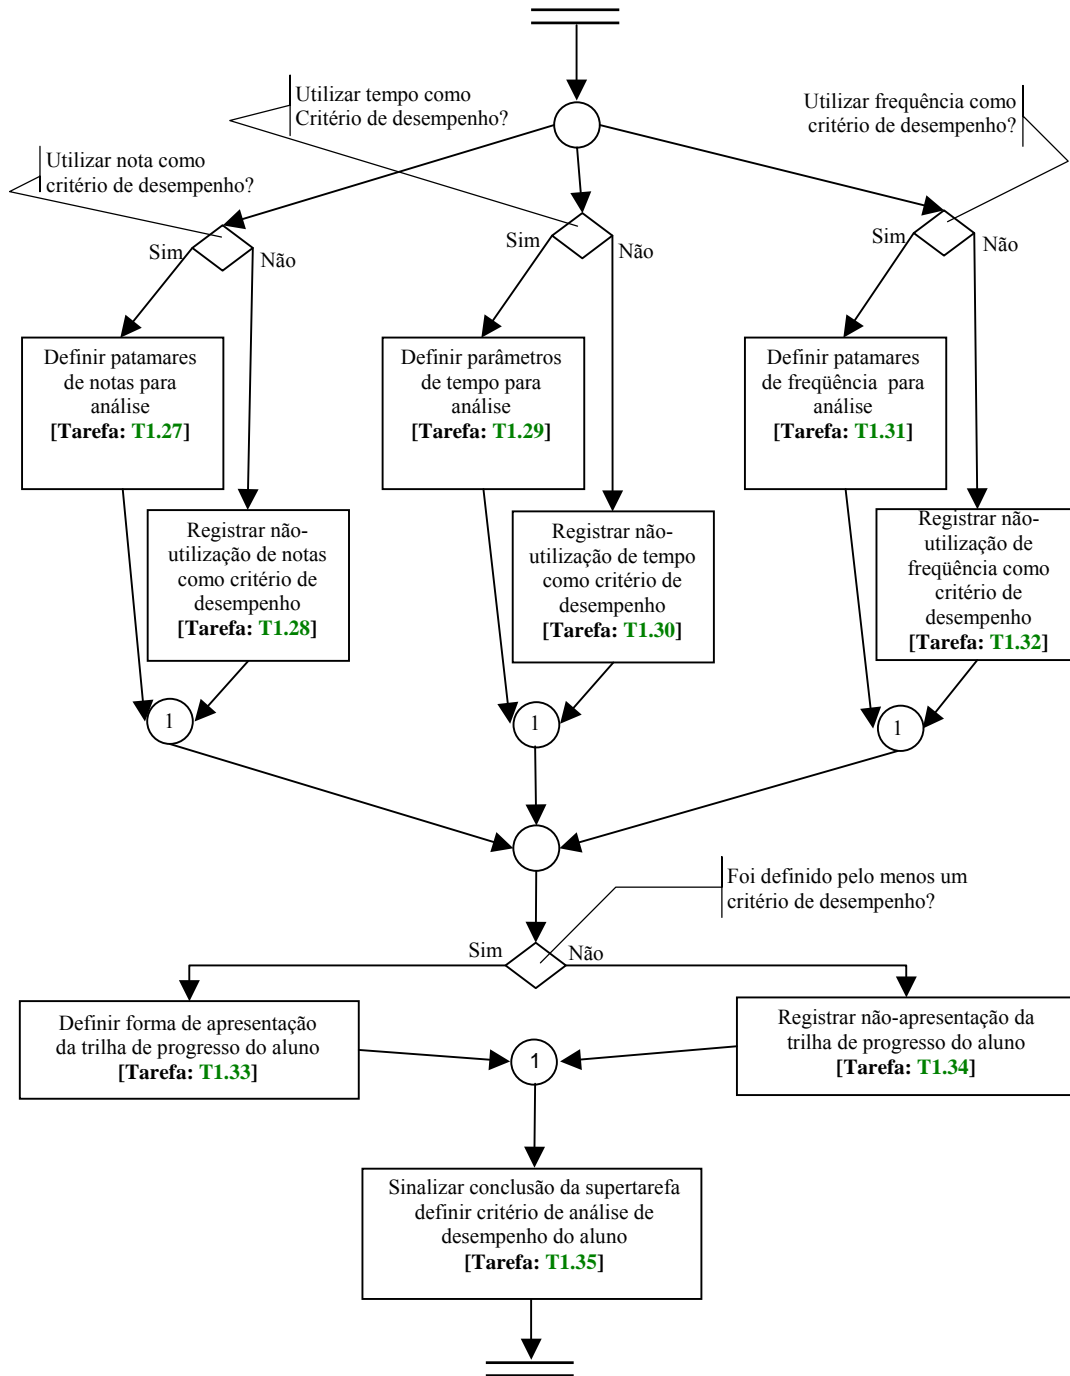 Utilizar tempo como
Critério de desempenho?
Utilizar frequência como
critério de desempenho?
Utilizar nota como
critério de desempenho?
Sim
Não
Sim
Não
Sim
Não
Definir patamares
de notas para
análise
[Tarefa: T1.27]
Definir parâmetros
de tempo para
análise
[Tarefa: T1.29]
Definir patamares
de freqüência para
análise
[Tarefa: T1.31]
Registrar não-
utilização de notas
como critério de
desempenho
[Tarefa: T1.28]
Registrar não-
utilização de tempo
como critério de
desempenho
[Tarefa: T1.30]
Registrar não-
utilização de
freqüência como
critério de
desempenho
[Tarefa: T1.32]
1
1
1
Foi definido pelo menos um
critério de desempenho?
Sim
Não
Definir forma de apresentação
da trilha de progresso do aluno
[Tarefa: T1.33]
1
Registrar não-apresentação da
trilha de progresso do aluno
[Tarefa: T1.34]
Sinalizar conclusão da supertarefa
definir critério de análise de
desempenho do aluno
[Tarefa: T1.35]